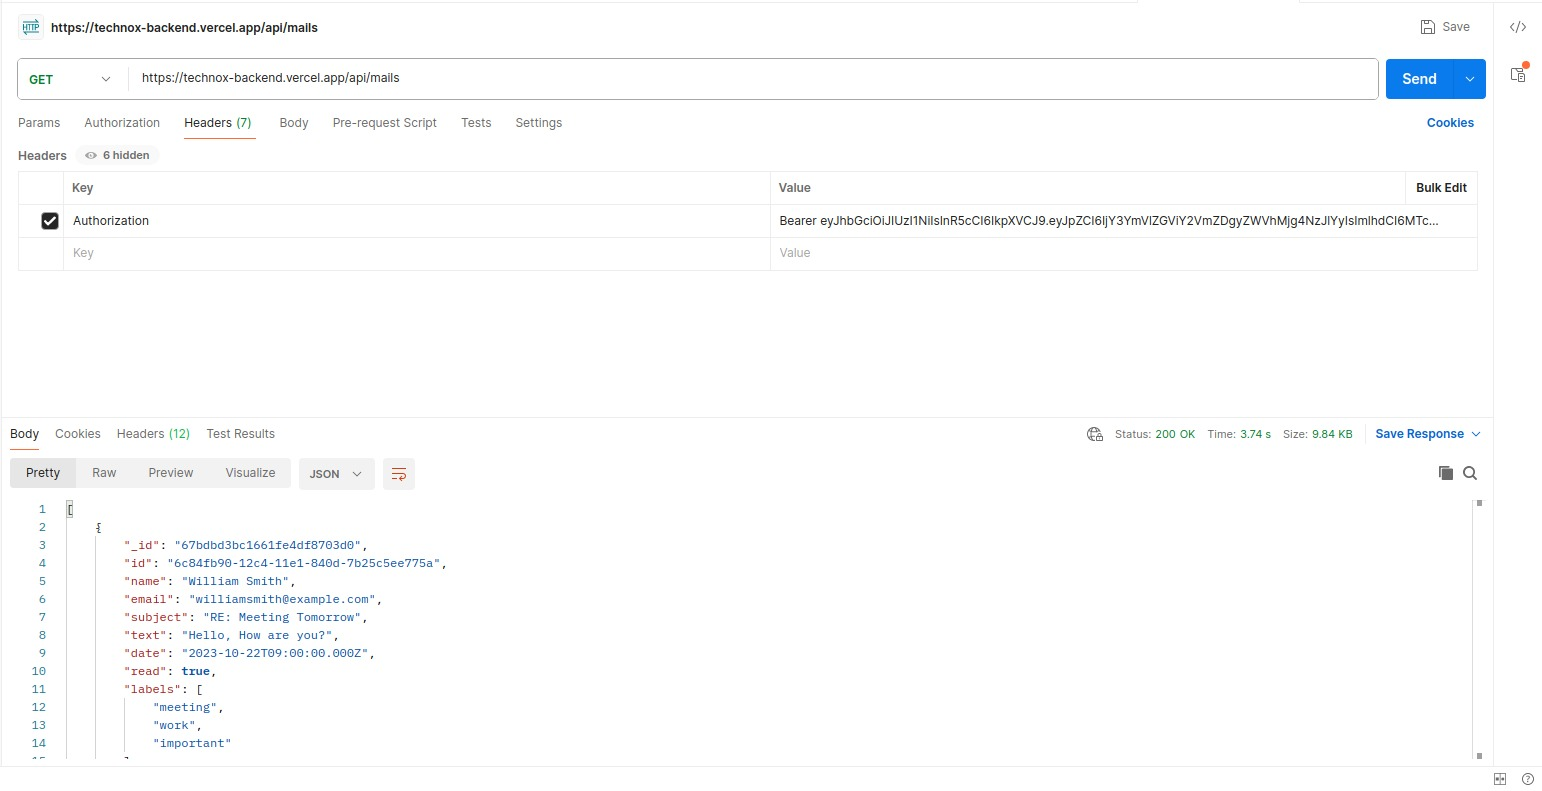 HTTP https://technox-backend.vercel.app/api/mails Save
GET https://technox-backend.vercel.app/api/mails Send
Params Authorization Headers (7) Body Pre-request Script Tests Settings Cookies
Headers 6 hidden
Key Value Bulk Edit
Authorization Bearer eyJhbGciOiJIUzI1NiIsInR5cCI6IkpXVCJ9.eyJpZCI6IjY3YmVlZGViY2VmZDgyZWVhMjg4NzJlYyIsImlhdCI6MTc...
Key Value
Body Cookies Headers (12) Test Results Status: 200 OK Time: 3.74 s Size: 9.84 KB Save Response
Pretty Raw Preview Visualize JSON
1 [
2 {
3 "_id": "67bdbd3bc1661fe4df8703d0",
4 "id": "6c84fb90-12c4-11e1-840d-7b25c5ee775a",
5 "name": "William Smith",
6 "email": "williamsmith@example.com",
7 "subject": "RE: Meeting Tomorrow",
8 "text": "Hello, How are you?",
9 "date": "2023-10-22T09:00:00.000Z",
10 "read": true,
11 "labels": [
12 "meeting",
13 "work",
14 "important"